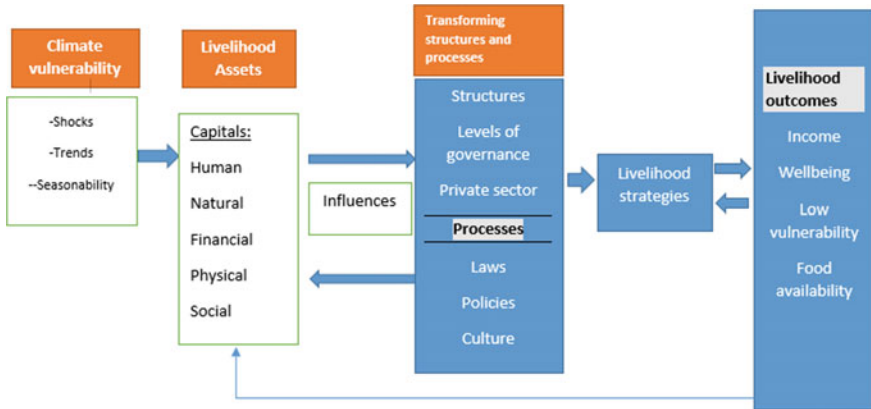 Climate
vulnerability
-Shocks
-Trends
--Seasonability
Livelihood
Assets
Capitals:
Human
Natural
Financial
Physical
Social
Influences
Transforming
structures and
processes
Structures
Levels of
governance
Private sector
Processes
Laws
Policies
Culture
Livelihood
strategies
Livelihood
outcomes
Income
Wellbeing
Low
vulnerability
Food
availability